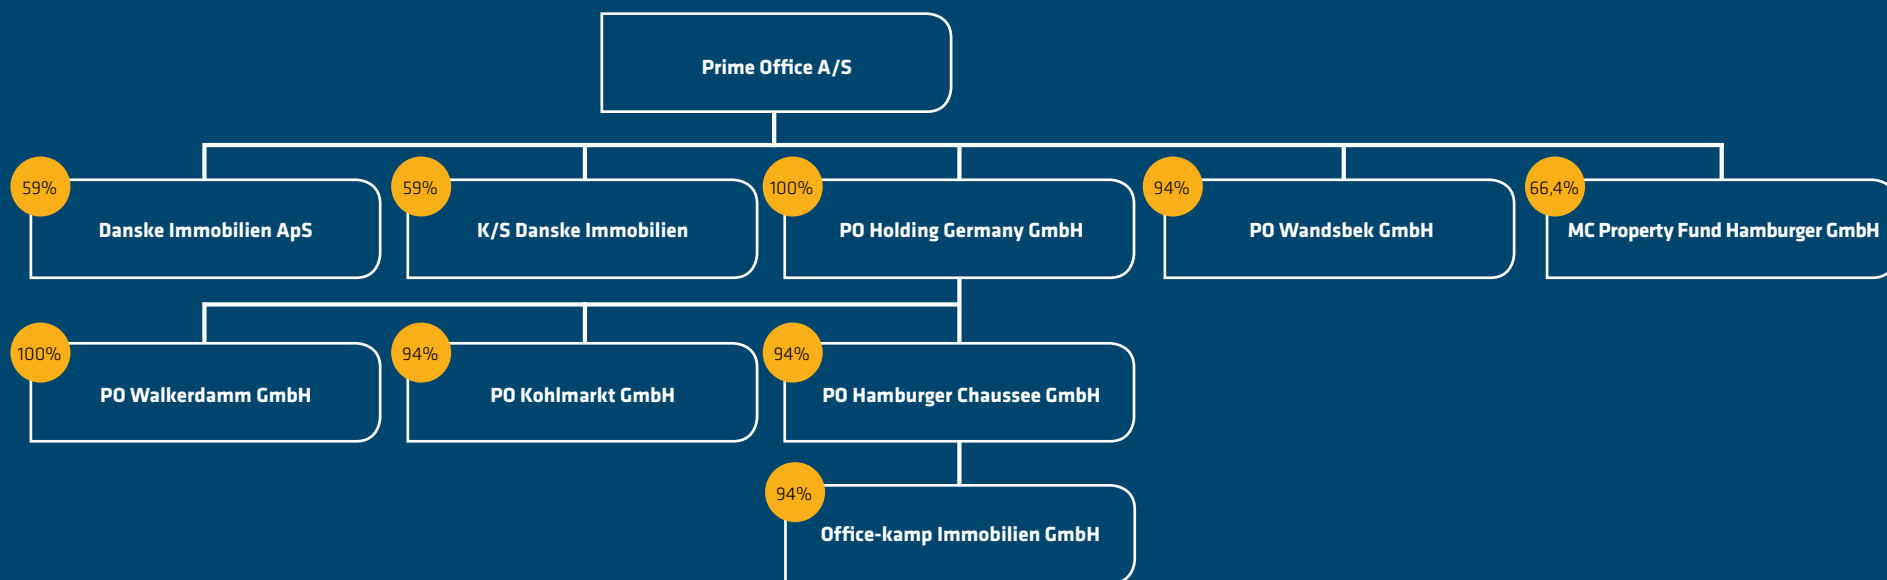 Prime Office A/S
59%
Danske Immobilien ApS
59%
K/S Danske Immobilien
100%
PO Holding Germany GmbH
94%
PO Wandsbek GmbH
66,4%
MC Property Fund Hamburger GmbH
100%
PO Walkerdamm GmbH
94%
PO Kohlmarkt GmbH
94%
PO Hamburger Chaussee GmbH
94%
Office-kamp Immobilien GmbH